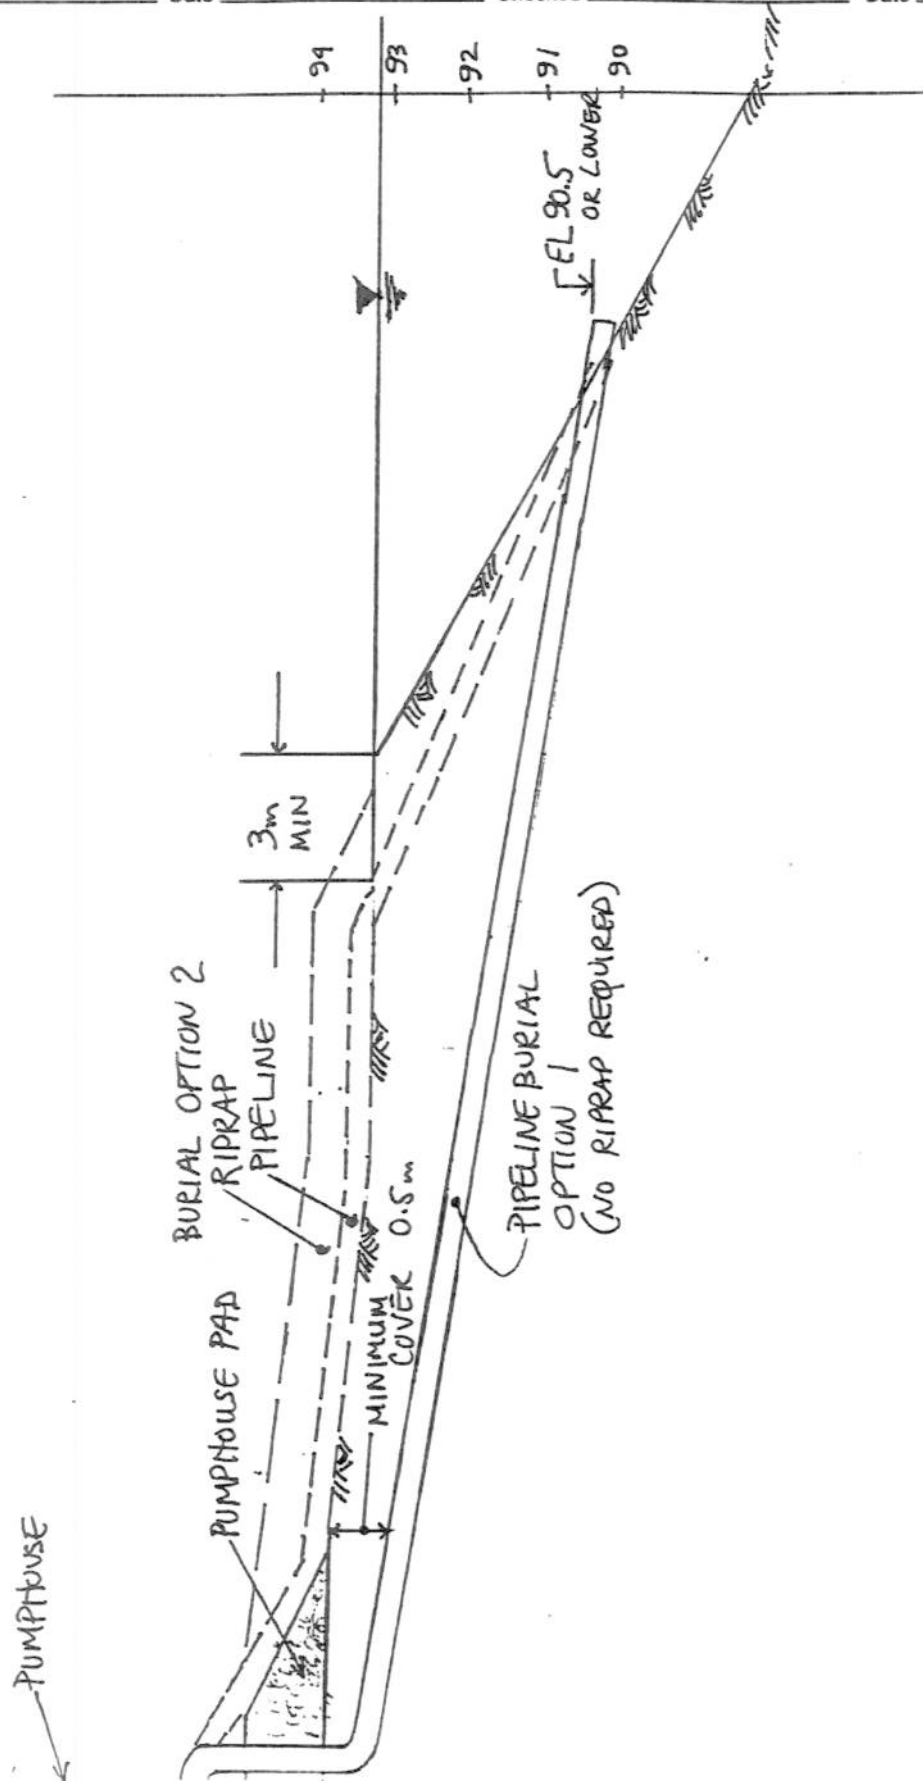 94
93
92
91
90
EL 90.5
OR LOWER
3m
MIN
BURIAL OPTION 2
RIPRAP
PIPELINE
PUMPHOUSE PAD
MINIMUM
COVER 0.5m
PIPELINE BURIAL
OPTION 1
(NO RIPRAP REQUIRED)
PUMPHOUSE